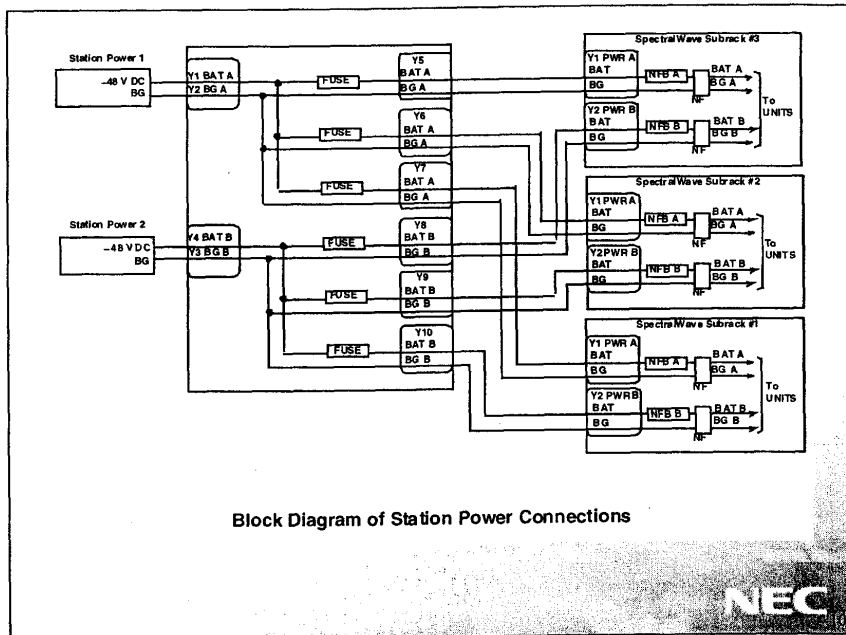 Station Power 1
-48 V DC
BG
Y1 BAT A
Y2 BG A
FUSE
Y5
BAT A
BG A
FUSE
Y6
BAT A
BG A
FUSE
Y7
BAT A
BG A
Station Power 2
-48 V DC
BG
Y4 BAT B
Y3 BG B
FUSE
Y8
BAT B
BG B
FUSE
Y9
BAT B
BG B
FUSE
Y10
BAT B
BG B
SpectralWave Subrack #3
Y1 PWR A
BAT
BG
NFB A
NF
BAT A
BG A
Y2 PWR B
BAT
BG
NFB B
NF
BAT B
BG B
To
UNITS
SpectralWave Subrack #2
Y1 PWR A
BAT
BG
NFB A
NF
BAT A
BG A
Y2 PWR B
BAT
BG
NFB B
NF
BAT B
BG B
To
UNITS
SpectralWave Subrack #1
Y1 PWR A
BAT
BG
NFB A
NF
BAT A
BG A
Y2 PWR B
BAT
BG
NFB B
NF
BAT B
BG B
To
UNITS
Block Diagram of Station Power Connections
NEC